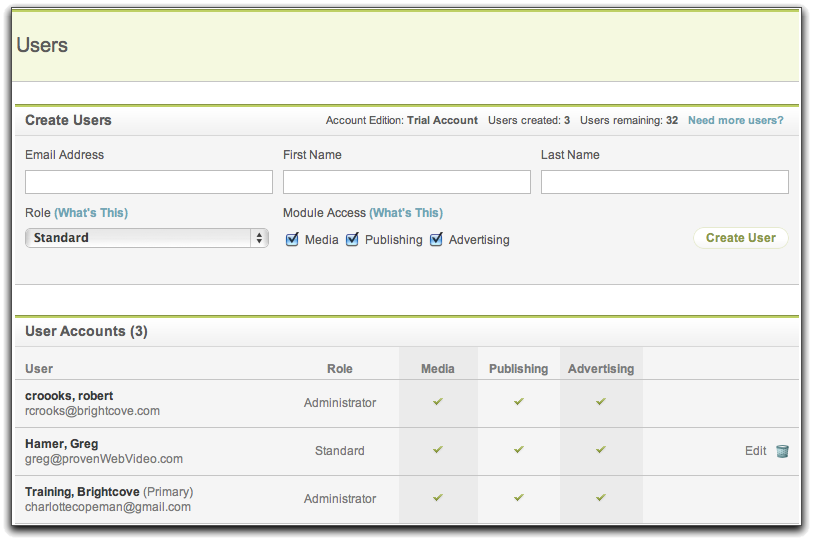 Users
Create Users Account Edition: Trial Account Users created: 3 Users remaining: 32 Need more users?
Email Address First Name Last Name
Role (What's This) Module Access (What's This)
Standard Media Publishing Advertising Create User
User Accounts (3)
User Role Media Publishing Advertising
croooks, robert
rcrooks@brightcove.com Administrator
Hamer, Greg
greg@provenWebVideo.com Standard Edit
Training, Brightcove (Primary)
charlottecopeman@gmail.com Administrator